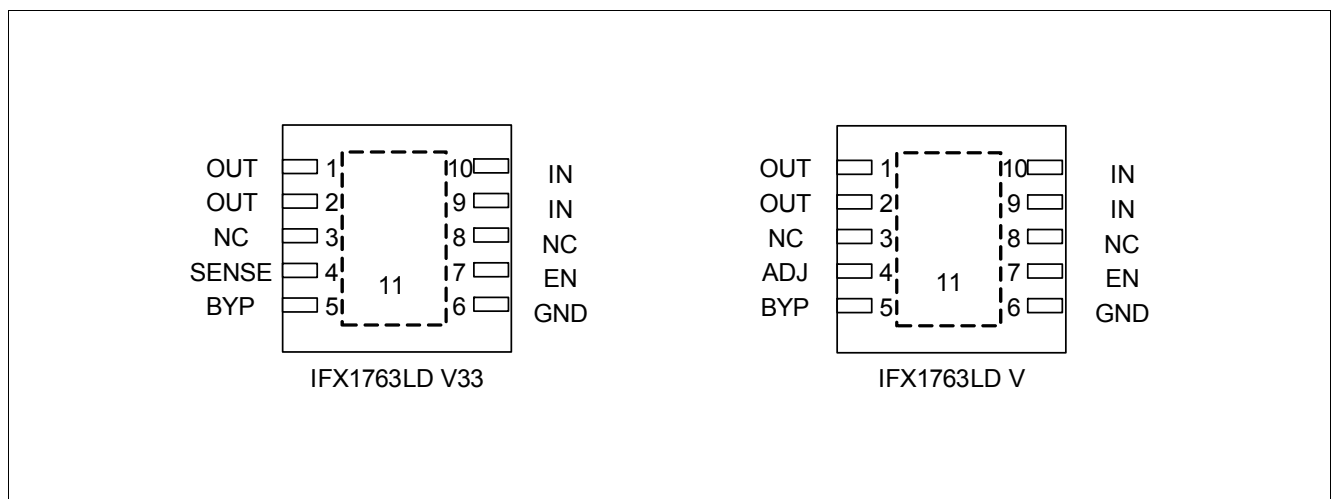 OUT 1 10 IN
OUT 2 9 IN
NC 3 8 NC
SENSE 4 7 EN
BYP 5 6 GND
11
IFX1763LD V33
OUT 1 10 IN
OUT 2 9 IN
NC 3 8 NC
ADJ 4 7 EN
BYP 5 6 GND
11
IFX1763LD V